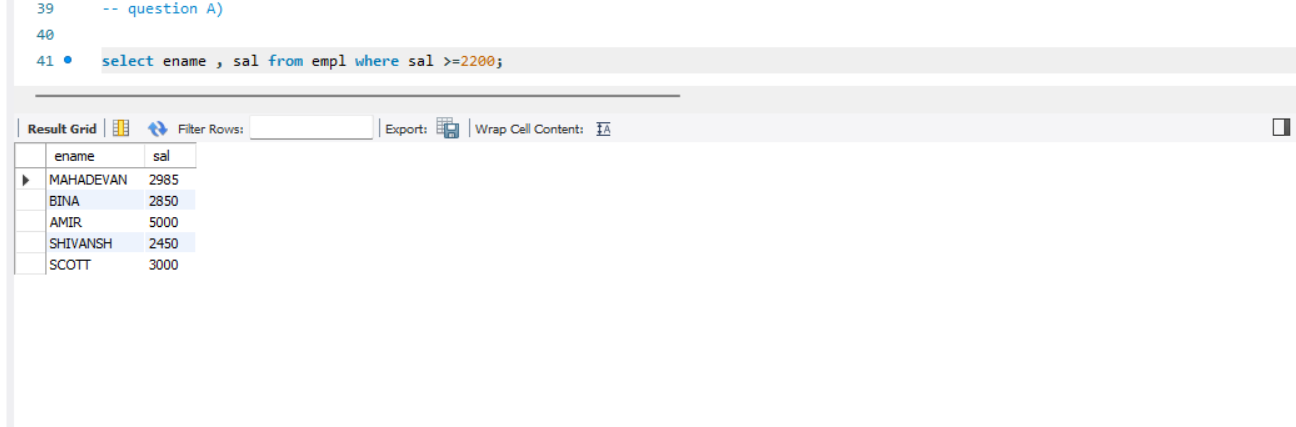 39 -- question A)
40
41 select ename , sal from empl where sal >=2200;
Result Grid Filter Rows: Export: Wrap Cell Content: IA
ename sal
MAHADEVAN 2985
BINA 2850
AMIR 5000
SHIVANSH 2450
SCOTT 3000